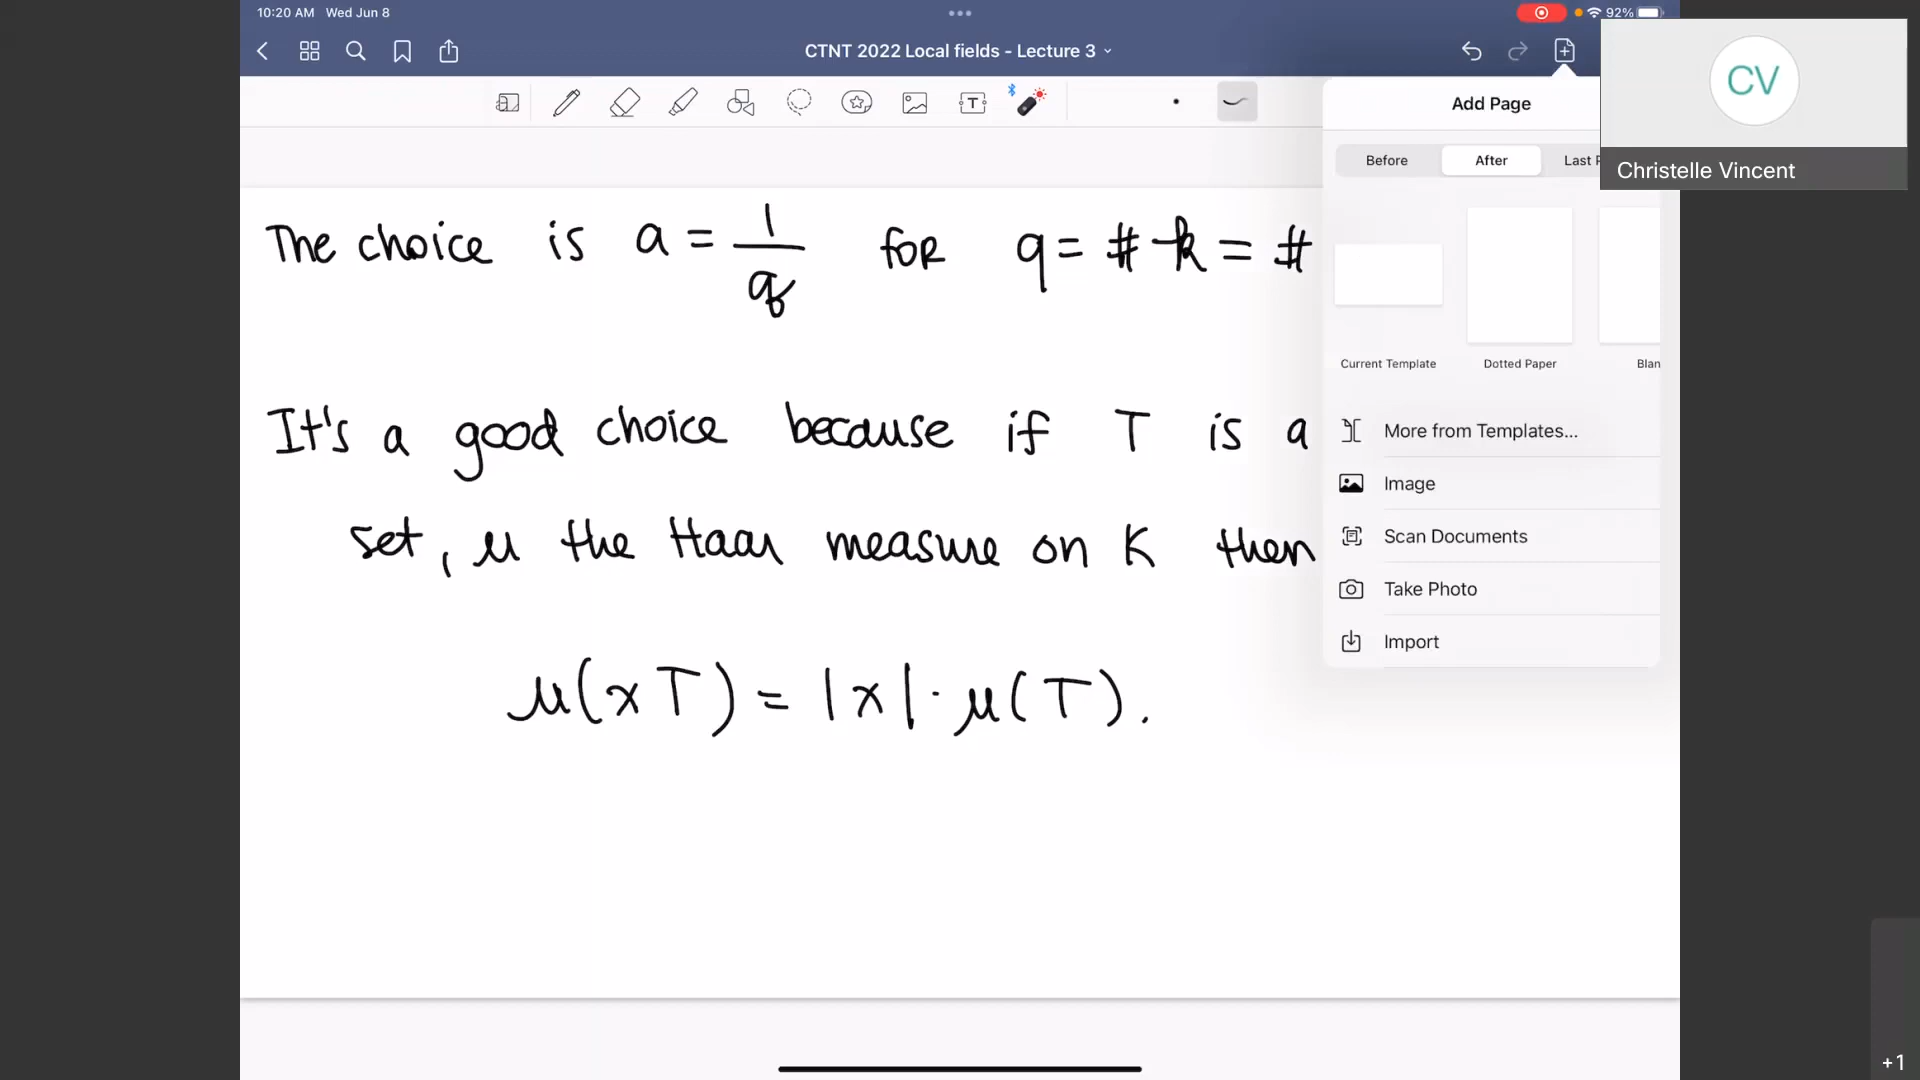 10:20 AM Wed Jun 8
92%
CTNT 2022 Local fields - Lecture 3
T
Add Page
CV
Christelle Vincent
Before After Last P
The choice is a = 1/q for q = # k = #
Current Template Dotted Paper Blan
It's a good choice because if T is a
More from Templates...
Image
set, μ the Haar measure on K then
Scan Documents
Take Photo
Import
μ(xT) = |x| · μ(T).
+1